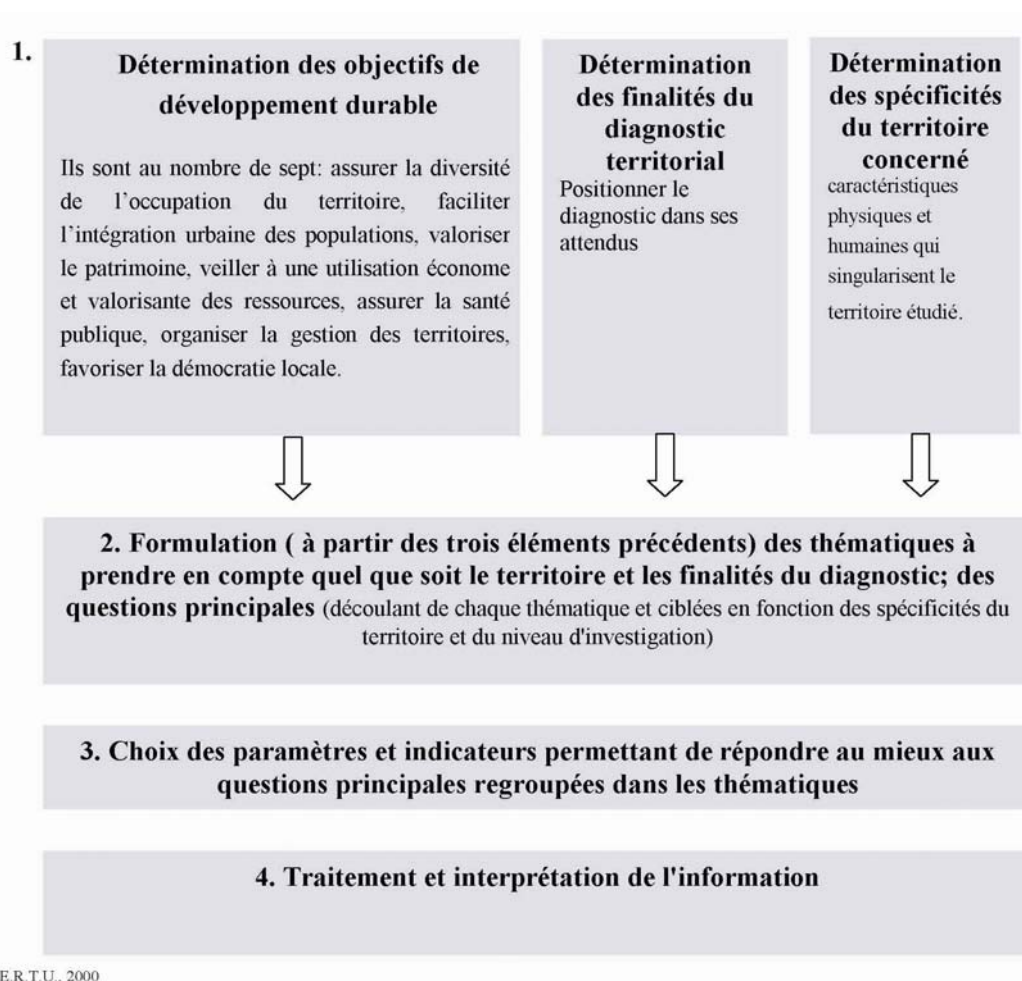 1.
Détermination des objectifs de
développement durable
Ils sont au nombre de sept: assurer la diversité
de l'occupation du territoire, faciliter
l'intégration urbaine des populations, valoriser
le patrimoine, veiller à une utilisation économe
et valorisante des ressources, assurer la santé
publique, organiser la gestion des territoires,
favoriser la démocratie locale.
Détermination
des finalités du
diagnostic
territorial
Positionner le
diagnostic dans ses
attendus
Détermination
des spécificités
du territoire
concerné
caractéristiques
physiques et
humaines qui
singularisent le
territoire étudié.
2. Formulation ( à partir des trois éléments précédents) des thématiques à
prendre en compte quel que soit le territoire et les finalités du diagnostic; des
questions principales (découlant de chaque thématique et ciblées en fonction des spécificités du
territoire et du niveau d'investigation)
3. Choix des paramètres et indicateurs permettant de répondre au mieux aux
questions principales regroupées dans les thématiques
4. Traitement et interprétation de l'information
E.R.T.U., 2000